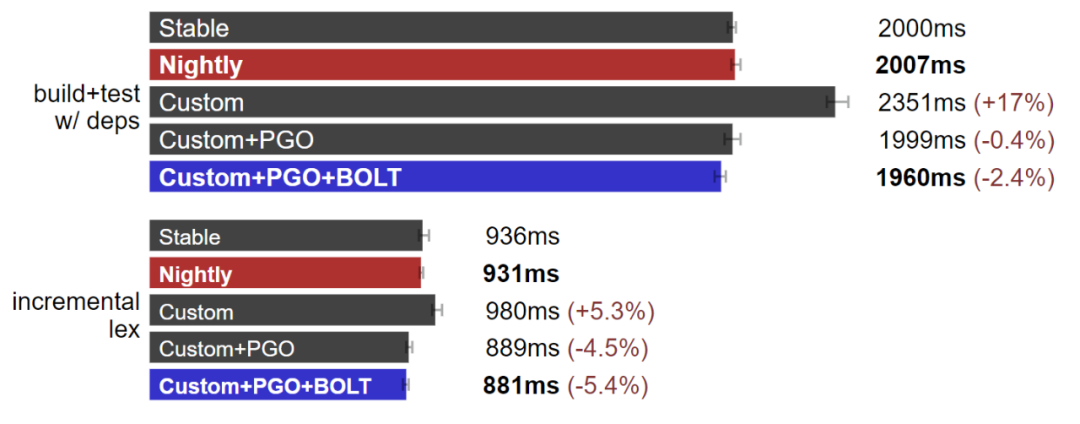 Stable 2000ms
Nightly 2007ms
build+test
w/ deps
Custom 2351ms (+17%)
Custom+PGO 1999ms (-0.4%)
Custom+PGO+BOLT 1960ms (-2.4%)
Stable 936ms
Nightly 931ms
incremental
lex
Custom 980ms (+5.3%)
Custom+PGO 889ms (-4.5%)
Custom+PGO+BOLT 881ms (-5.4%)